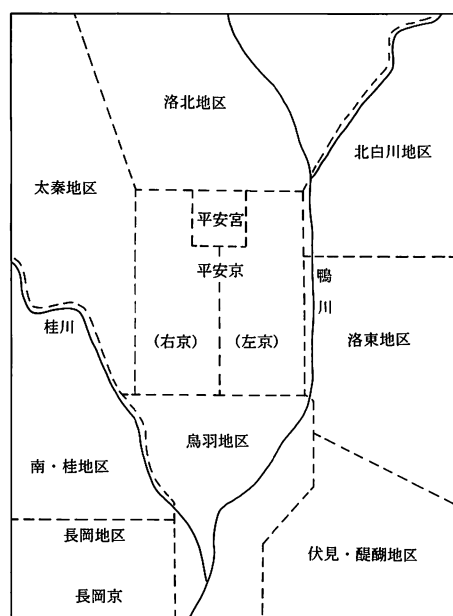 洛北地区
北白川地区
太秦地区
平安宮
平安京
鴨川
桂川
(右京)
(左京)
洛東地区
鳥羽地区
南・桂地区
長岡地区
伏見・醍醐地区
長岡京